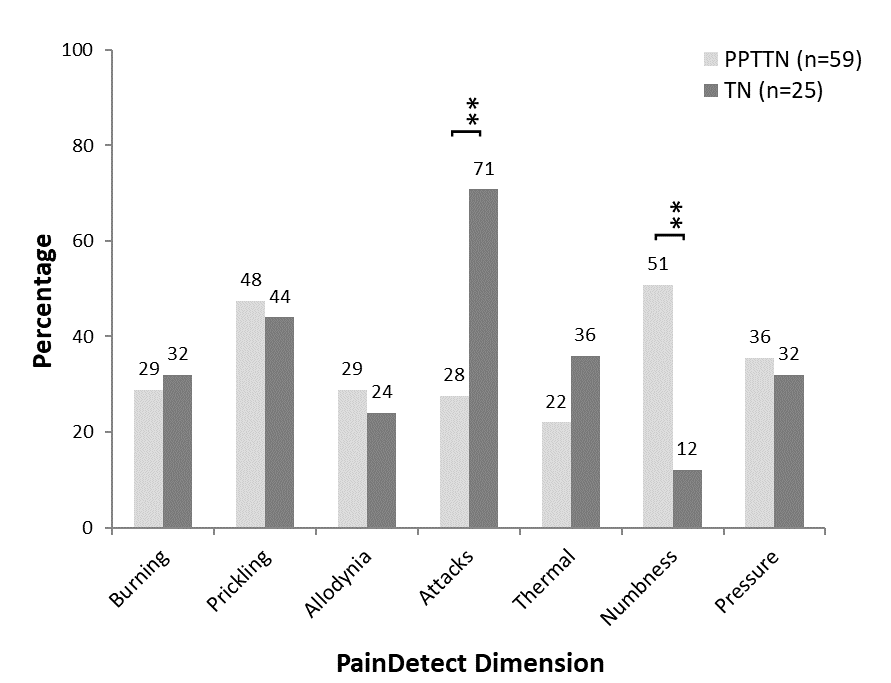 PPTTN (n=59)
TN (n=25)
Percentage
100
80
60
40
20
0
29
32
48
44
29
24
28
71
**
22
36
51
12
**
36
32
Burning
Prickling
Allodynia
Attacks
Thermal
Numbness
Pressure
PainDetect Dimension